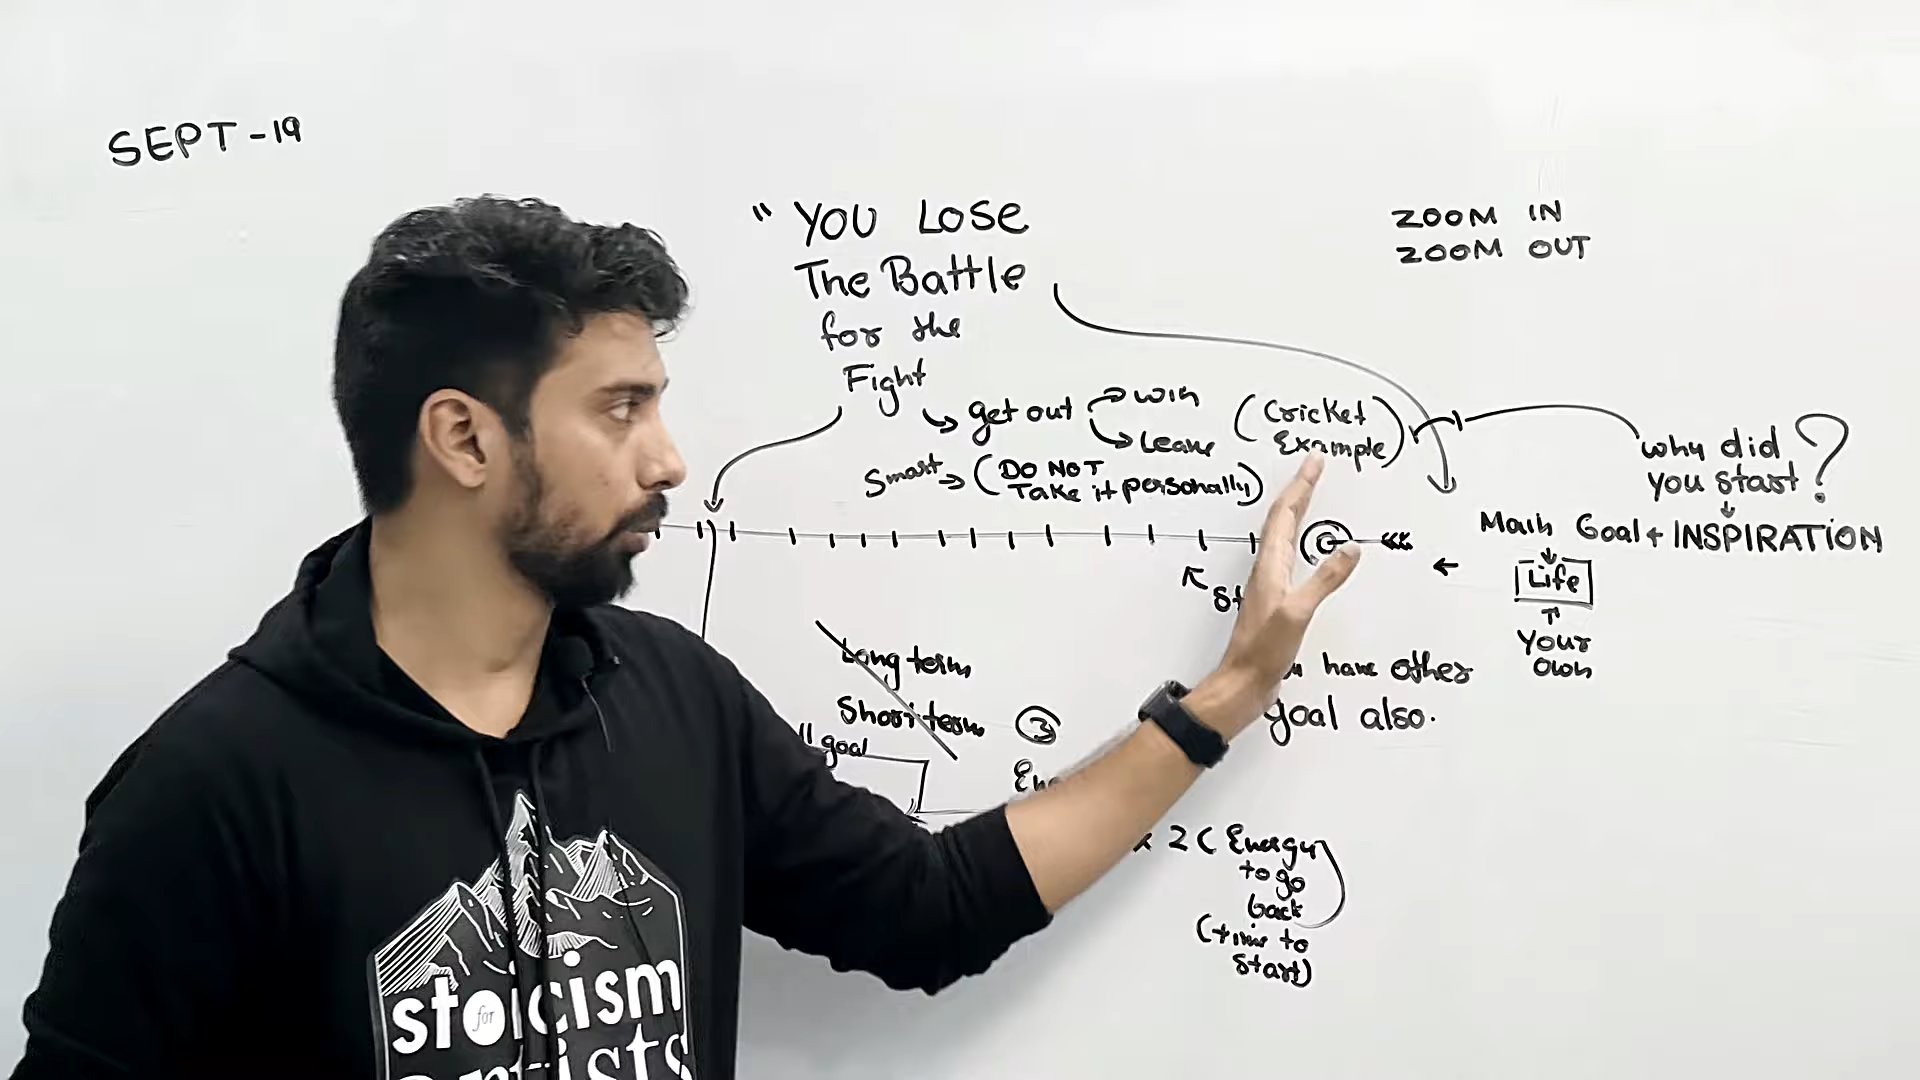 SEPT-19
"YOU LOSE
The Battle
for the
Fight
ZOOM IN
ZOOM OUT
get out
win
Leave
(Cricket
Example)
Smart → (DO NOT
Take it personally)
why did
you start?
Main Goal + INSPIRATION
Life
Your
Own
Long term
Short term
goal
3
have other
goal also.
2 (Energy
to go
back
(time to
start)
stoicism
for